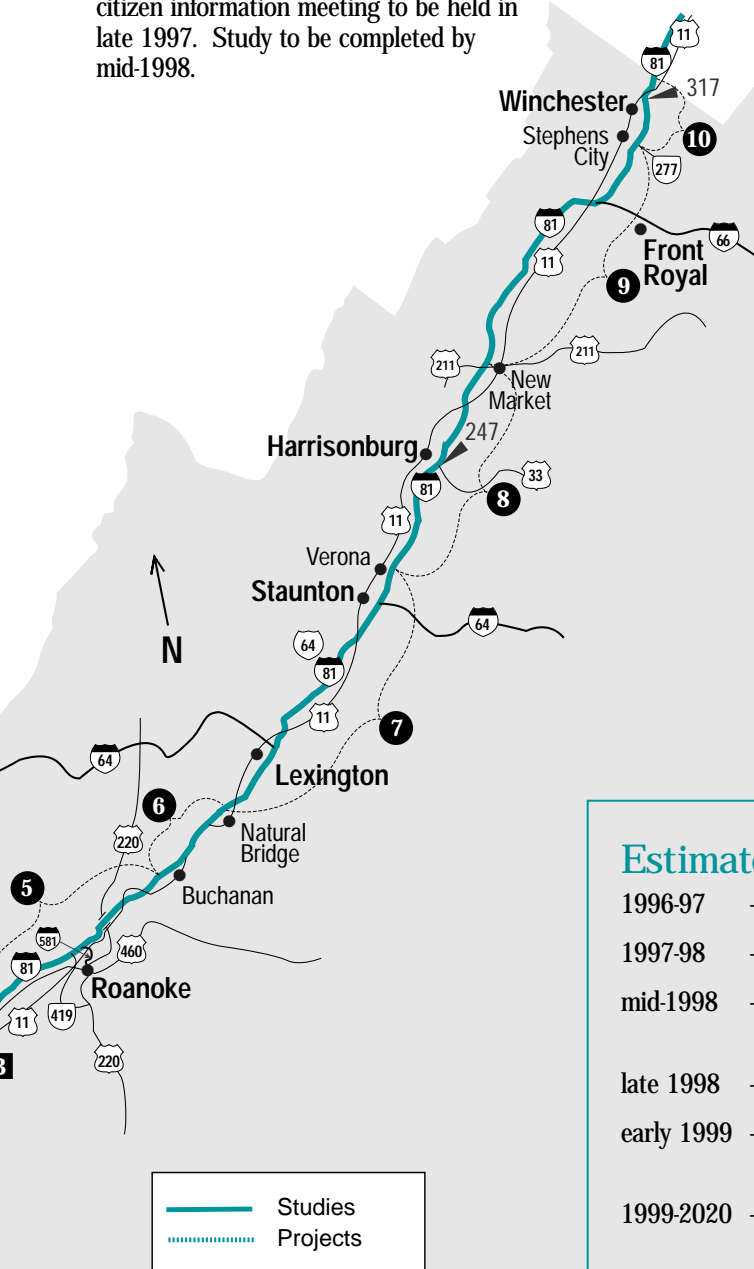 citizen information meeting to be held in
late 1997. Study to be completed by
mid-1998.
11
81
317
Winchester
Stephens
City
10
277
81
11
Front
Royal
66
9
211
211
New
Market
247
Harrisonburg
33
81
8
11
Verona
Staunton
64
64
81
N
11
7
64
Lexington
6
220
Natural
Bridge
5
Buchanan
581
460
81
Roanoke
11
419
220
Estimat
1996-97 -
1997-98 -
mid-1998 -
late 1998 -
early 1999 -
1999-2020 -
Studies
Projects